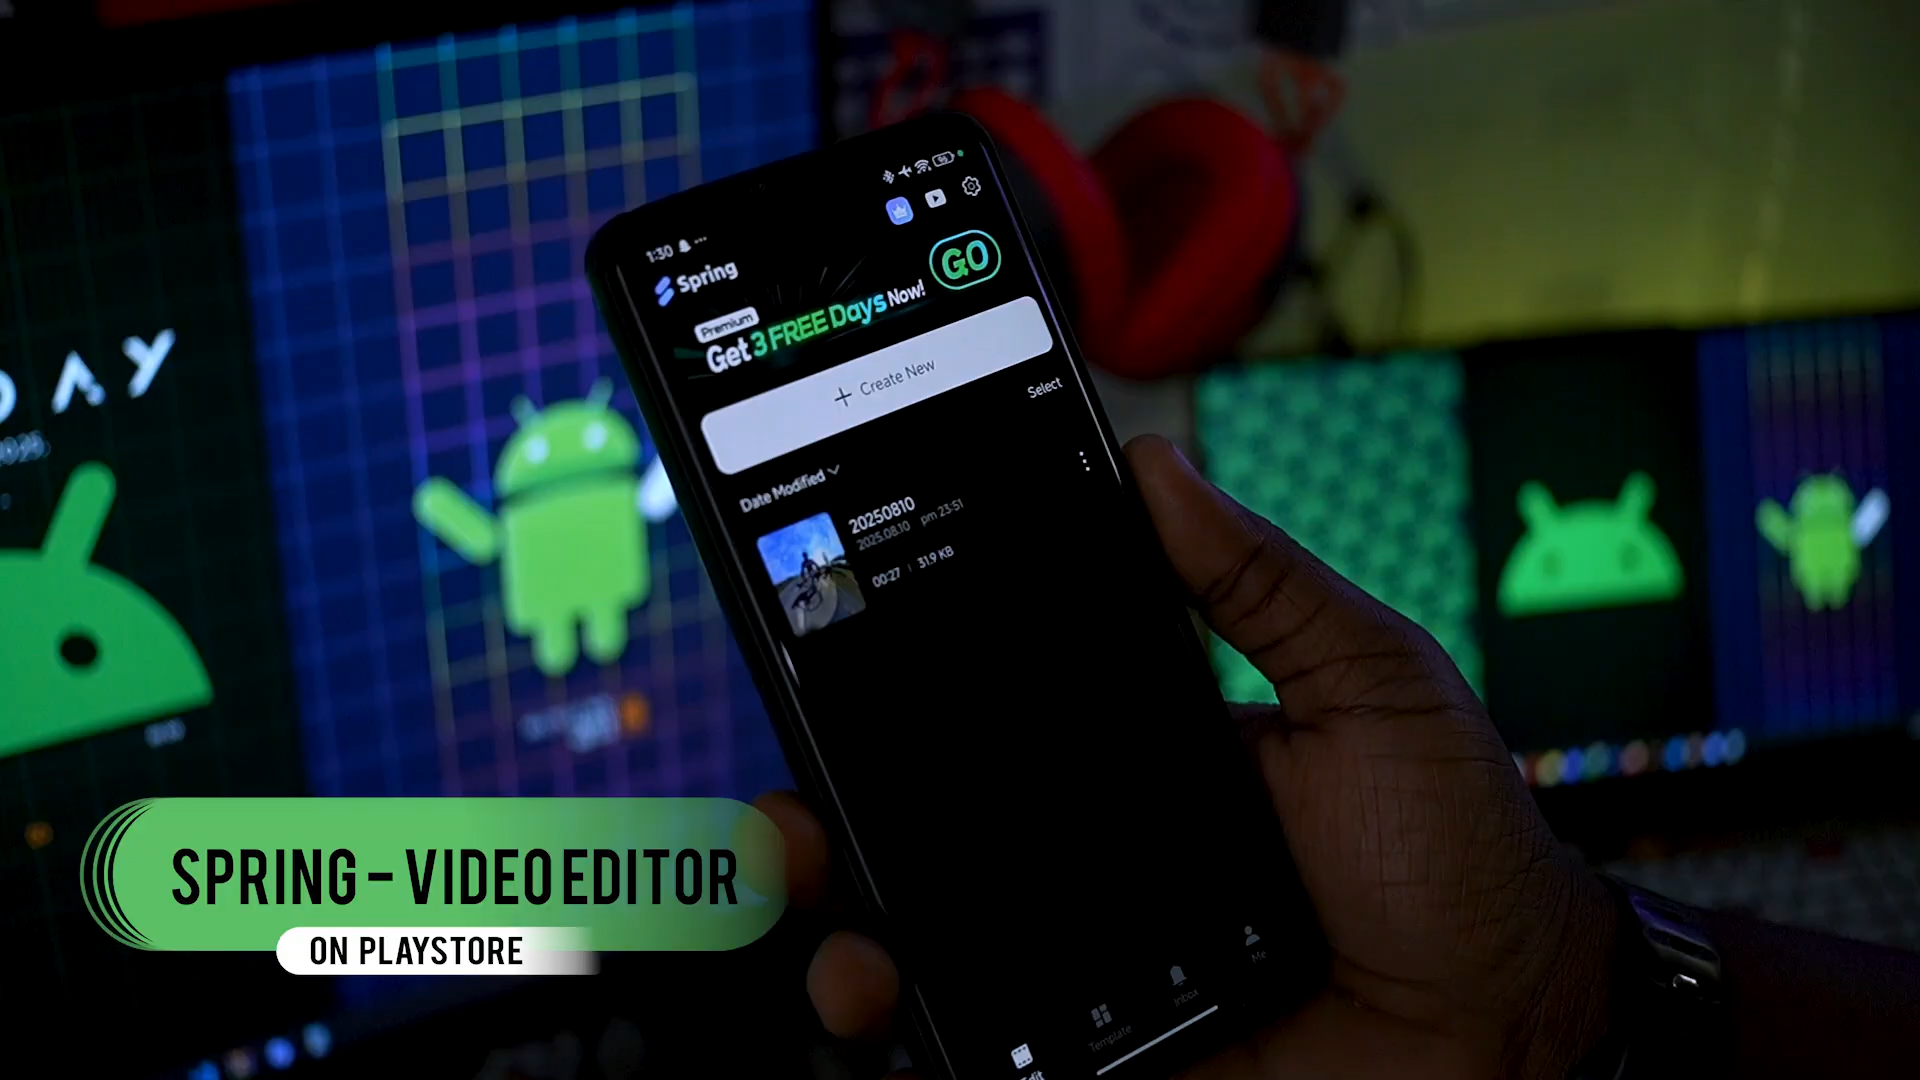 1:30
Spring
GO
Premium
Get 3 FREE Days Now!
+ Create New
Select
Date Modified
20250810
2025.08.10 pm 23:51
00:27 | 31.9 KB
Me
Inbox
Template
SPRING - VIDEO EDITOR
ON PLAYSTORE